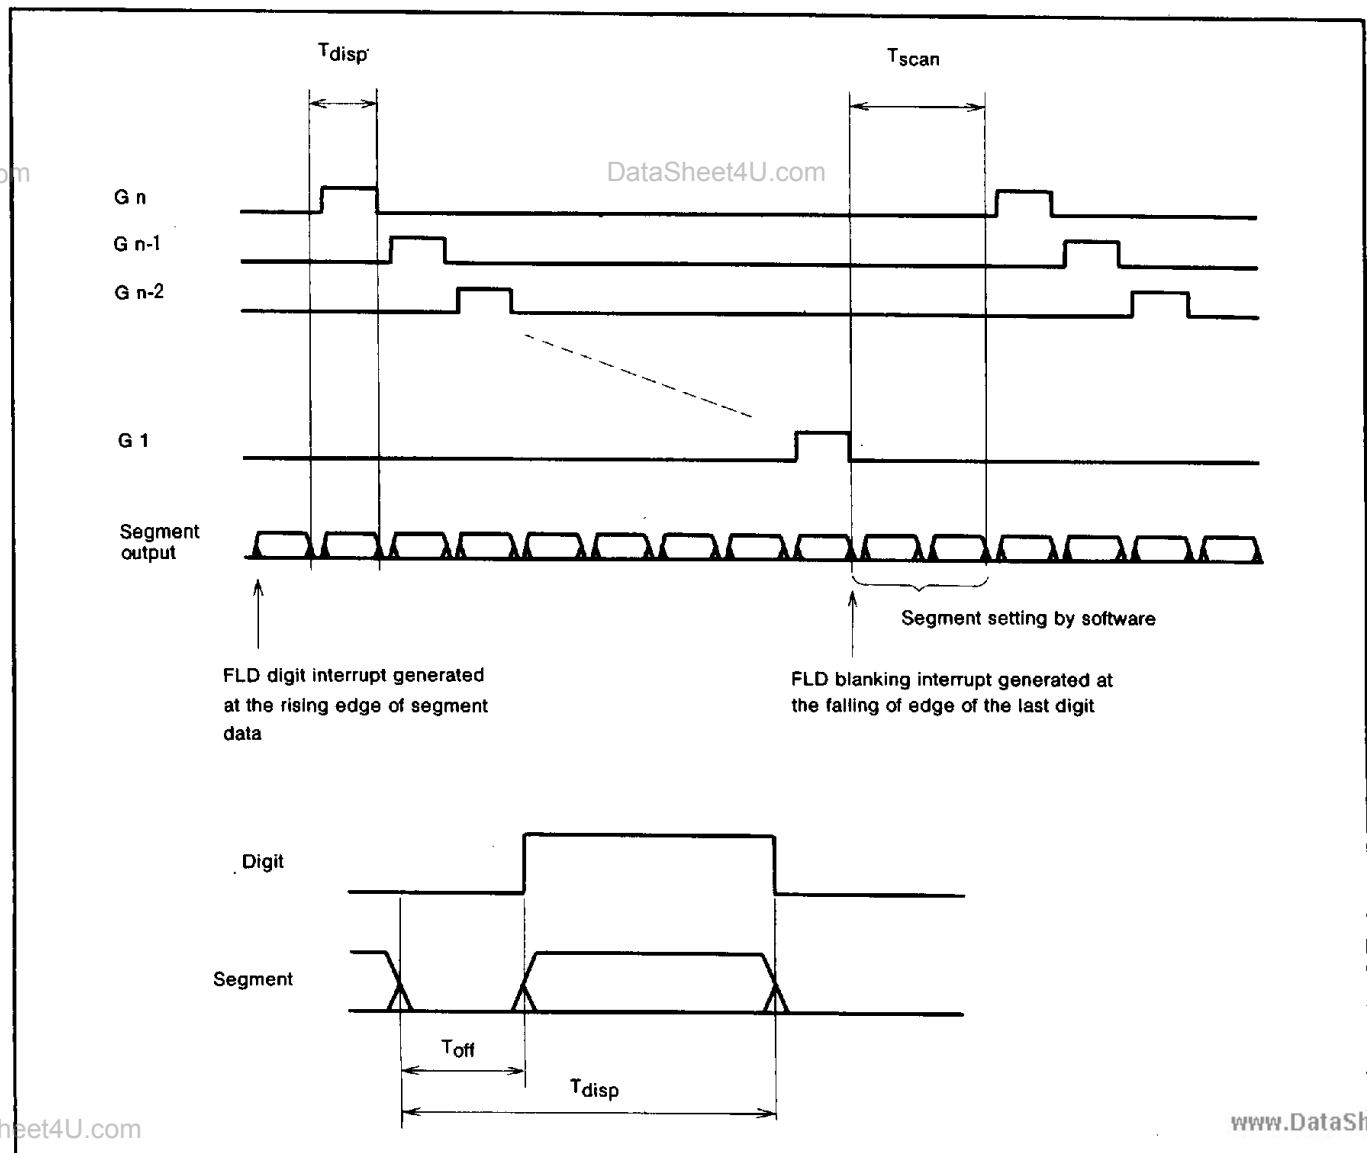 Tdisp
Tscan
om
DataSheet4U.com
G n
G n-1
G n-2
G 1
Segment
output
Segment setting by software
FLD digit interrupt generated
at the rising edge of segment
data
FLD blanking interrupt generated at
the falling of edge of the last digit
Digit
Segment
Toff
Tdisp
heet4U.com
www.DataSh